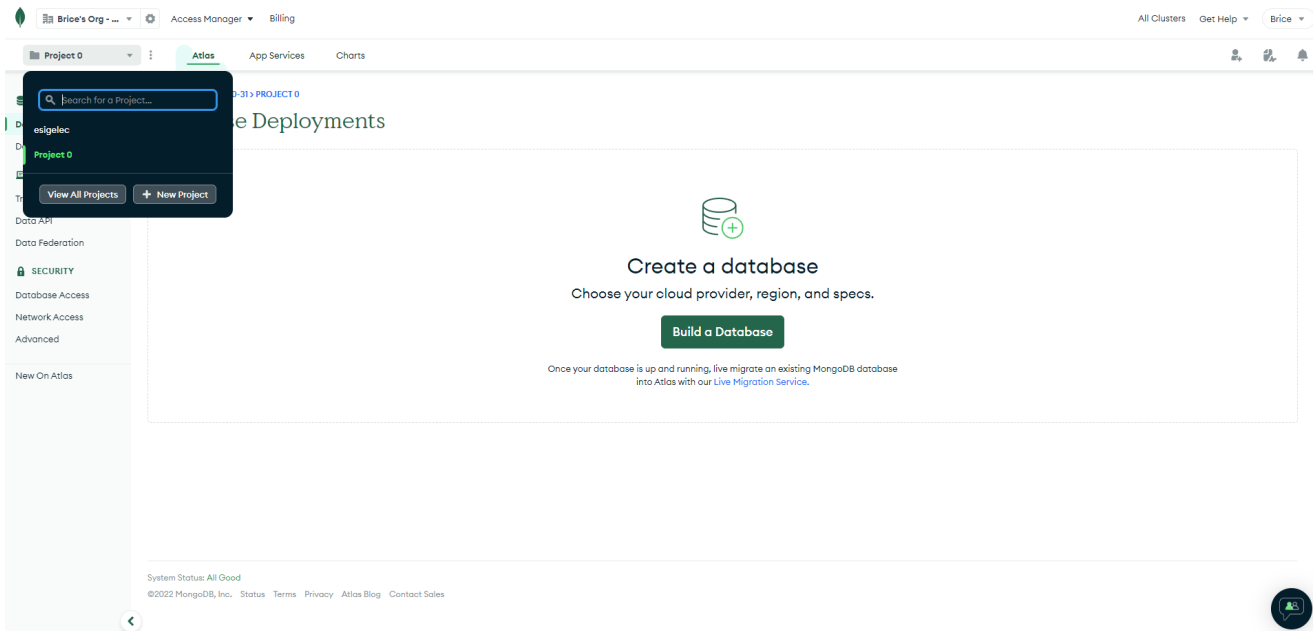 Brice's Org - ...
Access Manager
Billing
All Clusters
Get Help
Brice
Project 0
Atlas
App Services
Charts
Search for a Project...
esigelec
Project 0
View All Projects
+ New Project
0-31 > PROJECT 0
e Deployments
Data API
Data Federation
SECURITY
Database Access
Network Access
Advanced
New On Atlas
Create a database
Choose your cloud provider, region, and specs.
Build a Database
Once your database is up and running, live migrate an existing MongoDB database
into Atlas with our Live Migration Service.
System Status: All Good
©2022 MongoDB, Inc. Status Terms Privacy Atlas Blog Contact Sales